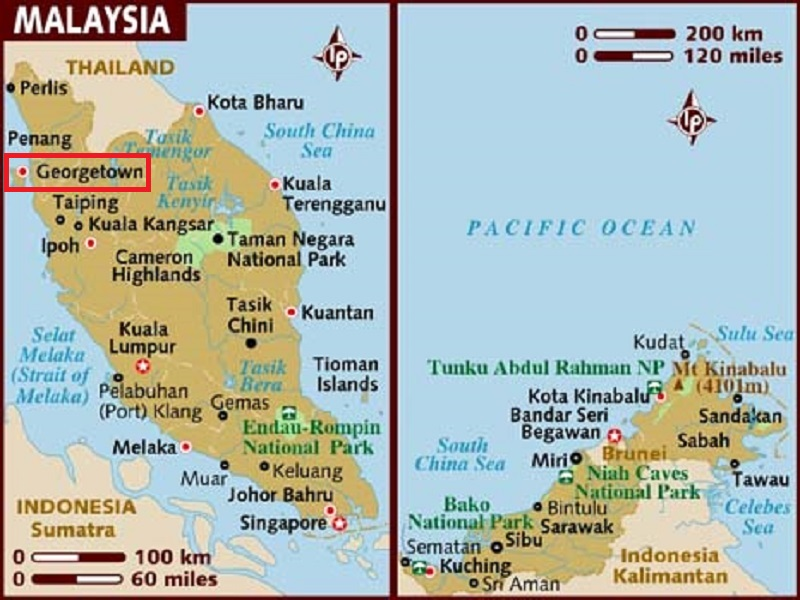 MALAYSIA
THAILAND
Perlis
Kota Bharu
Penang
Tasik
Temengor
South China
Sea
Georgetown
Tasik
Kenyir
Kuala
Terengganu
Taiping
Kuala Kangsar
Ipoh
Taman Negara
National Park
Cameron
Highlands
Tasik
Chini
Kuantan
Kuala
Lumpur
Selat
Melaka
(Strait of
Melaka)
Tasik
Bera
Tioman
Islands
Pelabuhan
(Port) Klang
Gemas
Endau-Rompin
National Park
Melaka
Muar
Keluang
Johor Bahru
Singapore
INDONESIA
Sumatra
0 100 km
0 60 miles
IP
0 200 km
0 120 miles
IP
PACIFIC OCEAN
Kudat
Sulu Sea
Tunku Abdul Rahman NP
Mt Kinabalu
(4101m)
Kota Kinabalu
Sandakan
Bandar Seri
Begawan
Sabah
Brunei
South
China Sea
Miri
Niah Caves
National Park
Tawau
Celebes
Sea
Bako
National Park
Bintulu
Sarawak
Sibu
Sematan
Kuching
Sri Aman
Indonesia
Kalimantan